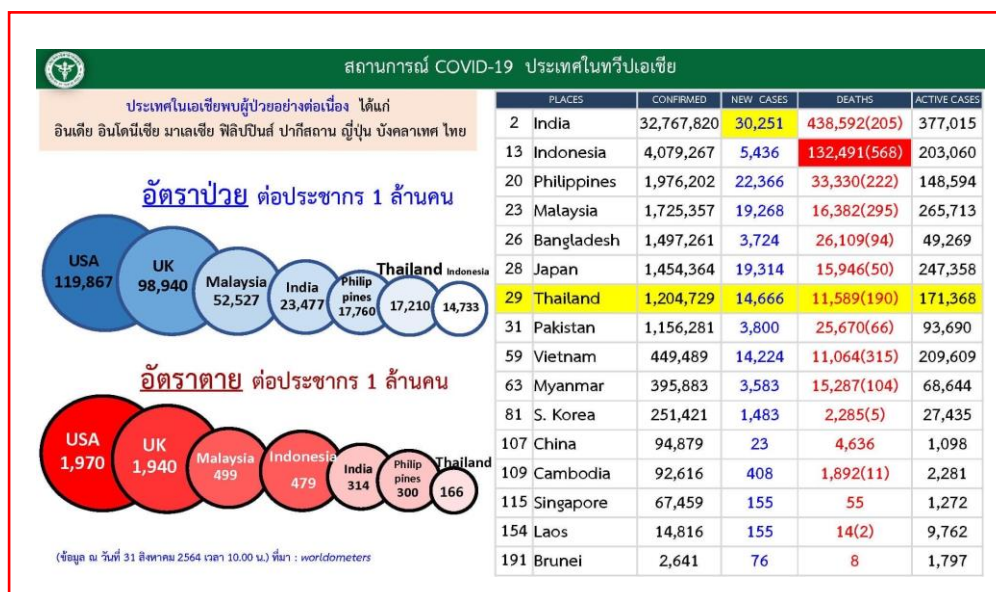 สถานการณ์ COVID-19 ประเทศในทวีปเอเชีย
ประเทศในเอเชียพบผู้ป่วยอย่างต่อเนื่อง ได้แก่
อินเดีย อินโดนีเซีย มาเลเซีย ฟิลิปปินส์ ปากีสถาน ญี่ปุ่น บังคลาเทศ ไทย
อัตราป่วย ต่อประชากร 1 ล้านคน
USA
119,867
UK
98,940
Malaysia
52,527
India
23,477
Philip
pines
17,760
Thailand
17,210
Indonesia
14,733
อัตราตาย ต่อประชากร 1 ล้านคน
USA
1,970
UK
1,940
Malaysia
499
Indonesia
479
India
314
Philip
pines
300
Thailand
166
(ข้อมูล ณ วันที่ 31 สิงหาคม 2564 เวลา 10.00 น.) ที่มา : worldometers
PLACES CONFIRMED NEW CASES DEATHS ACTIVE CASES
2 India 32,767,820 30,251 438,592(205) 377,015
13 Indonesia 4,079,267 5,436 132,491(568) 203,060
20 Philippines 1,976,202 22,366 33,330(222) 148,594
23 Malaysia 1,725,357 19,268 16,382(295) 265,713
26 Bangladesh 1,497,261 3,724 26,109(94) 49,269
28 Japan 1,454,364 19,314 15,946(50) 247,358
29 Thailand 1,204,729 14,666 11,589(190) 171,368
31 Pakistan 1,156,281 3,800 25,670(66) 93,690
59 Vietnam 449,489 14,224 11,064(315) 209,609
63 Myanmar 395,883 3,583 15,287(104) 68,644
81 S. Korea 251,421 1,483 2,285(5) 27,435
107 China 94,879 23 4,636 1,098
109 Cambodia 92,616 408 1,892(11) 2,281
115 Singapore 67,459 155 55 1,272
154 Laos 14,816 155 14(2) 9,762
191 Brunei 2,641 76 8 1,797